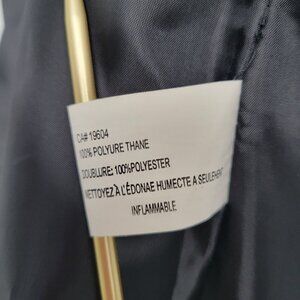 CA# 19604
100% POLYURE THANE
DOUBLURE: 100%POLYESTER
NETTOYEZ À L'ÉDONAE HUMECTE A SEULEMENT
INFLAMMABLE